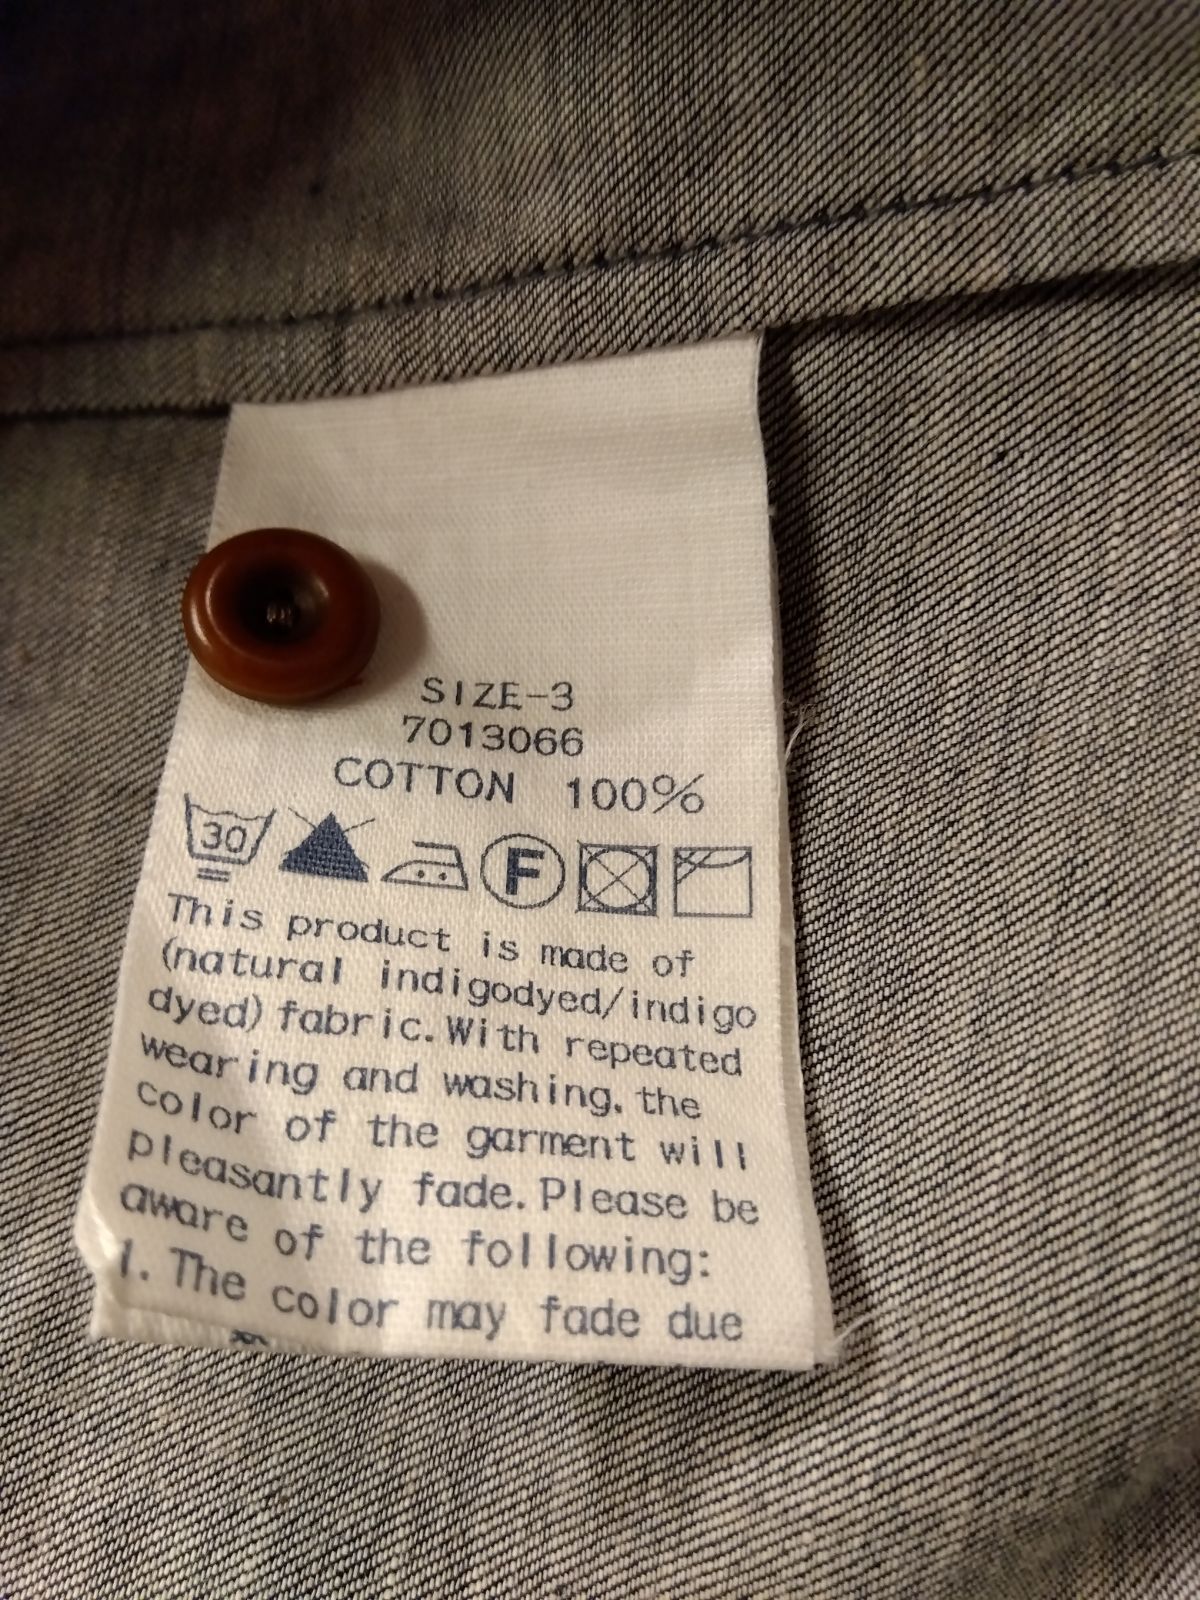 SIZE-3
7013066
COTTON 100%
30 F
This product is made of
(natural indigodyed/indigo
dyed) fabric. With repeated
wearing and washing, the
color of the garment will
pleasantly fade. Please be
aware of the following:
1. The color may fade due